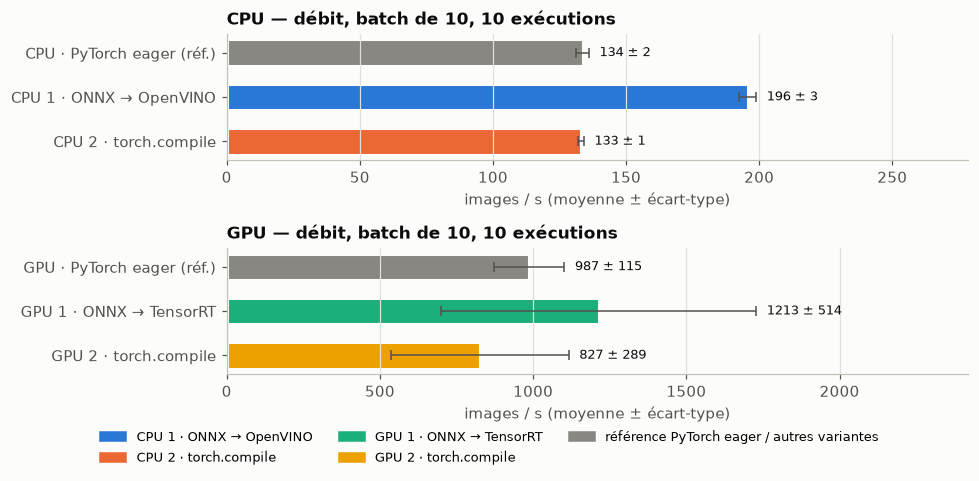 CPU — débit, batch de 10, 10 exécutions
CPU · PyTorch eager (réf.)
134 ± 2
CPU 1 · ONNX → OpenVINO
196 ± 3
CPU 2 · torch.compile
133 ± 1
0 50 100 150 200 250
images / s (moyenne ± écart-type)
GPU — débit, batch de 10, 10 exécutions
GPU · PyTorch eager (réf.)
987 ± 115
GPU 1 · ONNX → TensorRT
1213 ± 514
GPU 2 · torch.compile
827 ± 289
0 500 1000 1500 2000
images / s (moyenne ± écart-type)
CPU 1 · ONNX → OpenVINO GPU 1 · ONNX → TensorRT référence PyTorch eager / autres variantes
CPU 2 · torch.compile GPU 2 · torch.compile